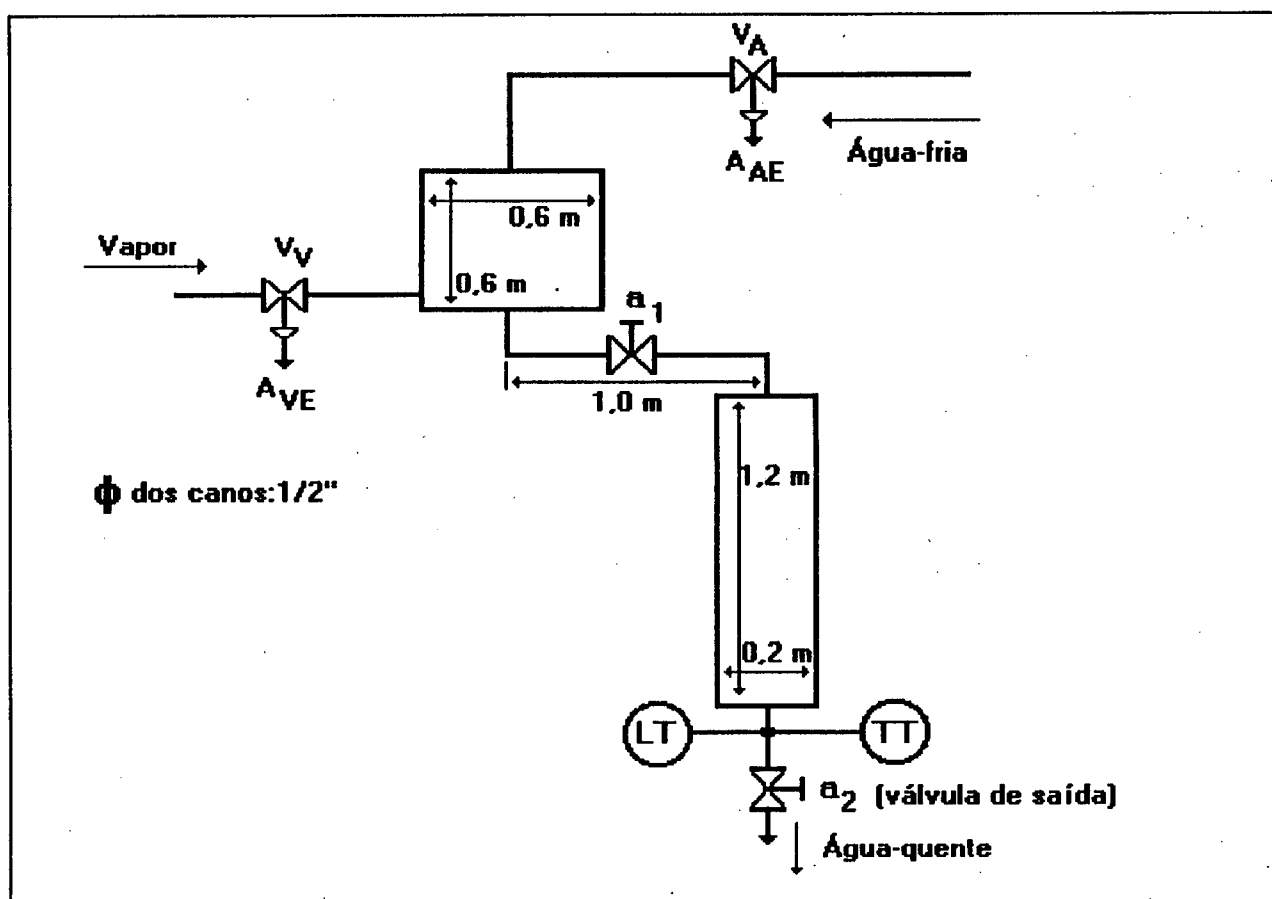 V_A
A_AE
Água-fria
0,6 m
0,6 m
Vapor
V_V
A_VE
a_1
1,0 m
ɸ dos canos:1/2"
1,2 m
0,2 m
LT
TT
a_2 (válvula de saída)
Água-quente